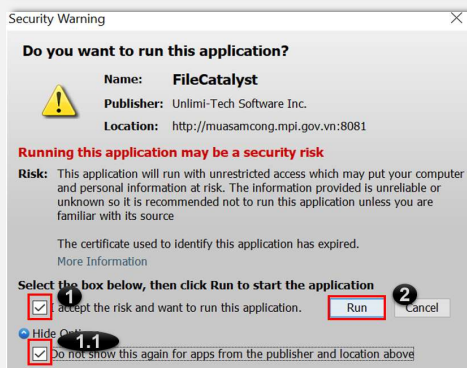 Security Warning
Do you want to run this application?
Name: FileCatalyst
Publisher: Unlimi-Tech Software Inc.
Location: http://muasamcong.mpi.gov.vn:8081
Running this application may be a security risk
Risk: This application will run with unrestricted access which may put your computer
and personal information at risk. The information provided is unreliable or
unknown so it is recommended not to run this application unless you are
familiar with its source
The certificate used to identify this application has expired.
More Information
Select the box below, then click Run to start the application
1
accept the risk and want to run this application.
Run
2
Cancel
Hide
1.1
Do not show this again for apps from the publisher and location above